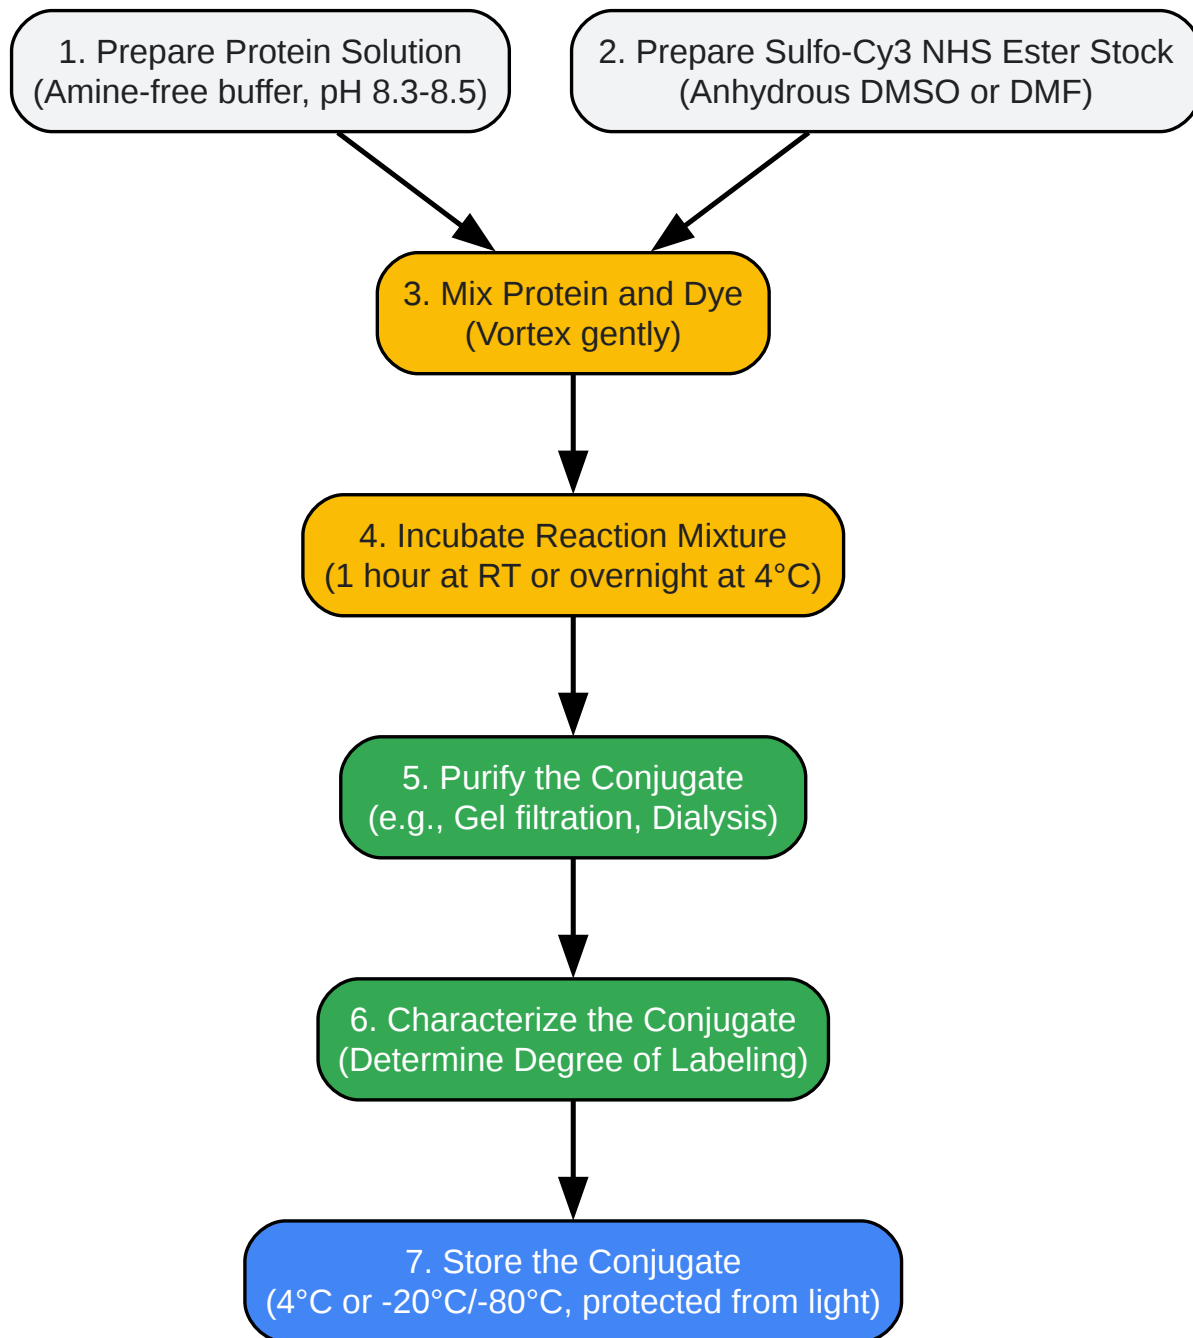 1. Prepare Protein Solution
(Amine-free buffer, pH 8.3-8.5)
2. Prepare Sulfo-Cy3 NHS Ester Stock
(Anhydrous DMSO or DMF)
3. Mix Protein and Dye
(Vortex gently)
4. Incubate Reaction Mixture
(1 hour at RT or overnight at 4°C)
5. Purify the Conjugate
(e.g., Gel filtration, Dialysis)
6. Characterize the Conjugate
(Determine Degree of Labeling)
7. Store the Conjugate
(4°C or -20°C/-80°C, protected from light)